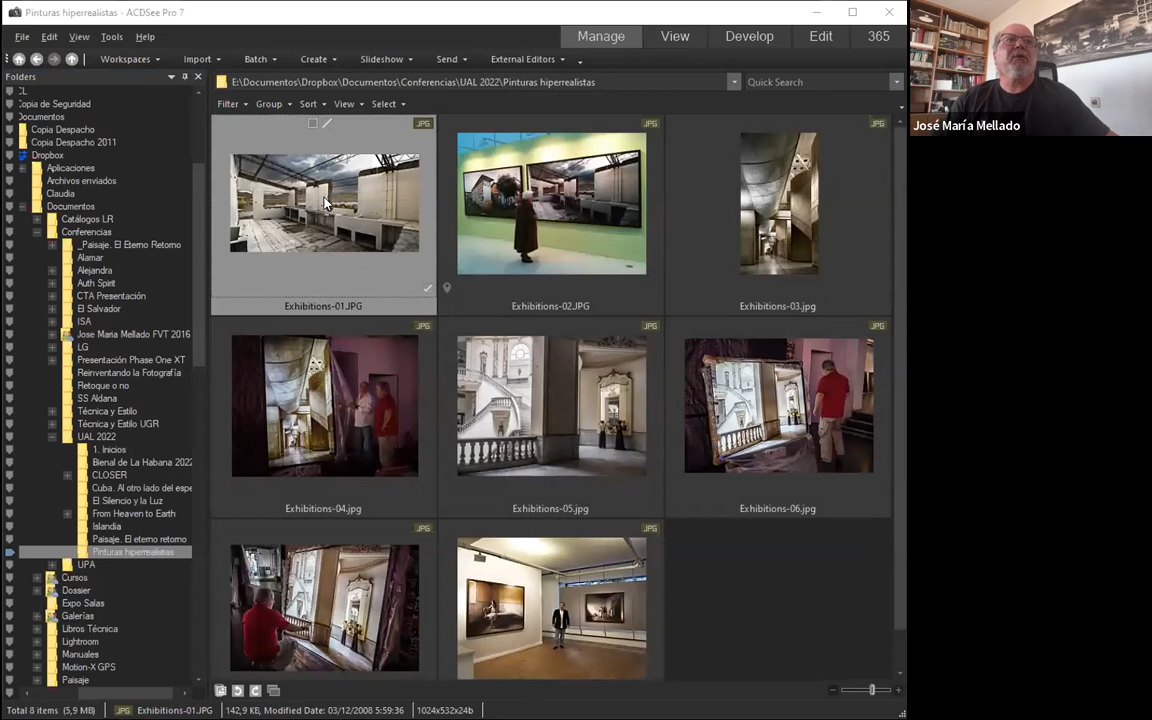 Pinturas hiperrealistas - ACDSee Pro 7
File Edit View Tools Help
Manage View Develop Edit 365
Workspaces Import Batch Create Slideshow Send External Editors
Folders
E:\Documentos\Dropbox\Documentos\Conferencias\UAL 2022\Pinturas hiperrealistas
Quick Search
Filter Group Sort View Select
CL
Copia de Seguridad
Documentos
Copia Despacho
Copia Despacho 2011
Dropbox
Aplicaciones
Archivos enviados
Claudia
Documentos
Catálogos LR
Conferencias
_Paisaje. El Eterno Retorno
Alamar
Alejandra
Auth Spirit
CTA Presentación
El Salvador
ISA
Jose Maria Mellado FVT 2016
LG
Presentación Phase One XT
Reinventando la Fotografía
Retoque o no
SS Aldana
Técnica y Estilo
Técnica y Estilo UGR
UAL 2022
1. Inicios
Bienal de La Habana 2022
CLOSER
Cuba. Al otro lado del espe
El Silencio y la Luz
From Heaven to Earth
Islandia
Paisaje. El eterno retorno
Pinturas hiperrealistas
UPA
Cursos
Dossier
Expo Salas
Galerías
Libros Técnica
Lightroom
Manuales
Motion-X GPS
Paisaje
JPG JPG JPG
Exhibitions-01.JPG Exhibitions-02.JPG Exhibitions-03.jpg
JPG JPG JPG
Exhibitions-04.jpg Exhibitions-05.jpg Exhibitions-06.jpg
JPG JPG
Total 8 items (5,9 MB) JPG Exhibitions-01.JPG 142,9 KB, Modified Date: 03/12/2008 5:59:36 1024x532x24b
José María Mellado